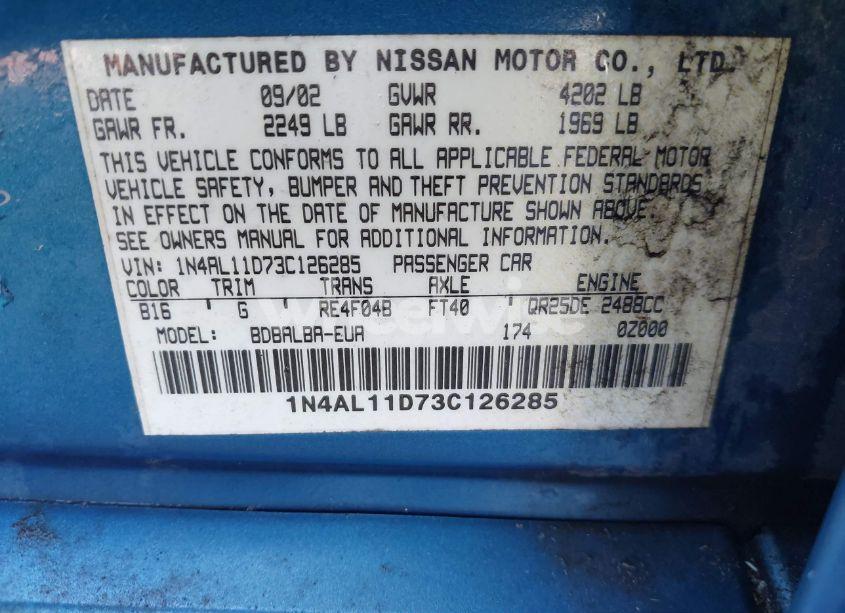 MANUFACTURED BY NISSAN MOTOR CO., LTD.
DATE 09/02 GVWR 4202 LB
GAWR FR. 2249 LB GAWR RR. 1969 LB
THIS VEHICLE CONFORMS TO ALL APPLICABLE FEDERAL MOTOR
VEHICLE SAFETY, BUMPER AND THEFT PREVENTION STANDARDS
IN EFFECT ON THE DATE OF MANUFACTURE SHOWN ABOVE.
SEE OWNERS MANUAL FOR ADDITIONAL INFORMATION.
VIN: 1N4AL11D73C126285 PASSENGER CAR
COLOR TRIM TRANS AXLE ENGINE
B16 G RE4F04B FT40 QR25DE 2488CC
MODEL: BDBALBA-EUA 174 0Z000
1N4AL11D73C126285